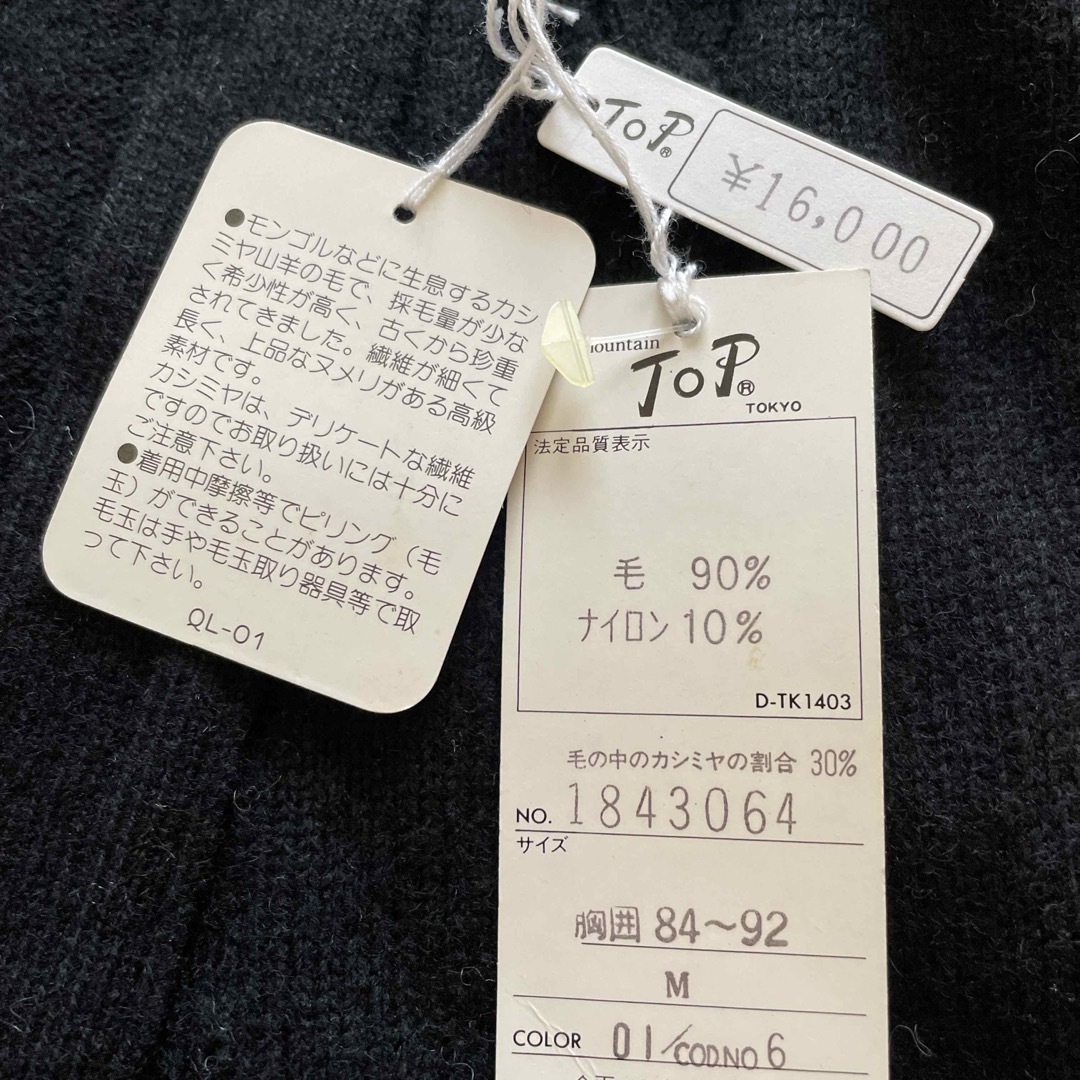 ●モンゴルなどに生息するカシ
ミヤ山羊の毛で、採毛量が少な
く希少性が高く、古くから珍重
されてきました。繊維が細くて
長く、上品なヌメリがある高級
素材です。
カシミヤは、デリケートな繊維
ですのでお取り扱いには十分に
ご注意下さい。
●着用中摩擦等でピリング（毛
玉）ができることがあります。
毛玉は手や毛玉取り器具等で取
って下さい。
QL-01
ToP®
¥16,000
ountain
ToP®
TOKYO
法定品質表示
毛 90%
ナイロン 10%
D-TK1403
毛の中のカシミヤの割合 30%
NO. 1843064
サイズ
胸囲 84～92
M
COLOR 01/COD.NO 6